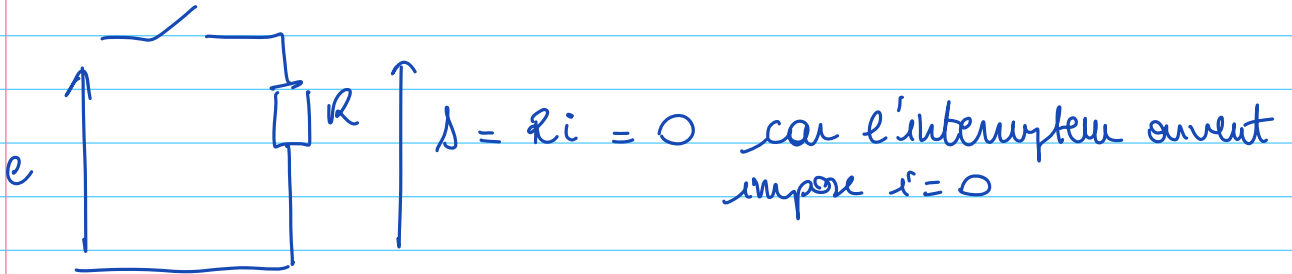 R
s = Ri = 0 car l'interrupteur ouvert
e
impose i = 0